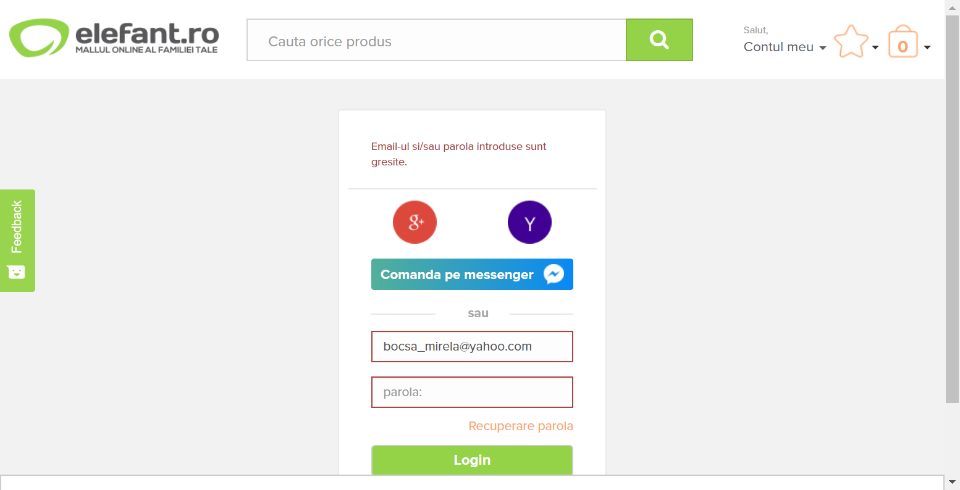 elefant.ro
MALLUL ONLINE AL FAMILIEI TALE
Cauta orice produs
Salut,
Contul meu
0
Email-ul si/sau parola introduse sunt
gresite.
Feedback
g+
Y
Comanda pe messenger
sau
bocsa_mirela@yahoo.com
parola:
Recuperare parola
Login